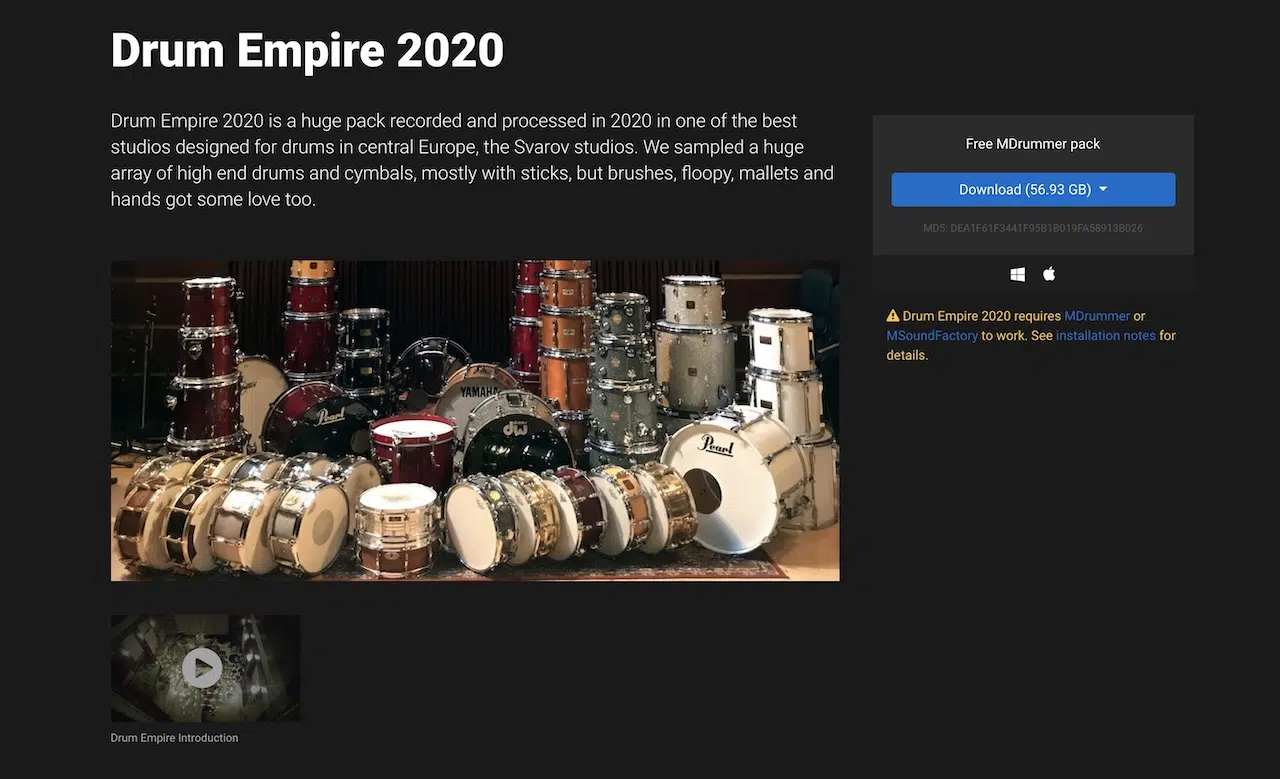 Drum Empire 2020
Drum Empire 2020 is a huge pack recorded and processed in 2020 in one of the best
studios designed for drums in central Europe, the Svarov studios. We sampled a huge
array of high end drums and cymbals, mostly with sticks, but brushes, floopy, mallets and
hands got some love too.
Free MDrummer pack
Download (56.93 GB)
MD5: DEA1F61F3441F95B1B019FA58913B026
Drum Empire 2020 requires MDrummer or
MSoundFactory to work. See installation notes for
details.
Pearl
YAMAHA
dw
Pearl
Drum Empire Introduction